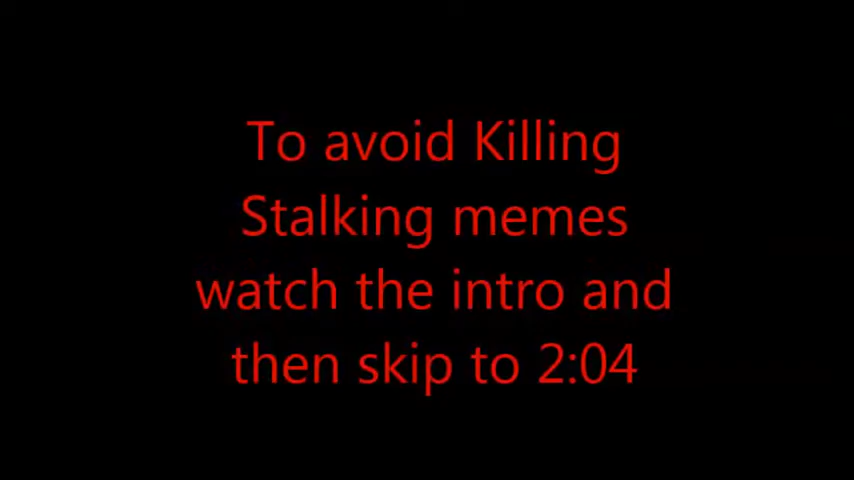 To avoid Killing
Stalking memes
watch the intro and
then skip to 2:04